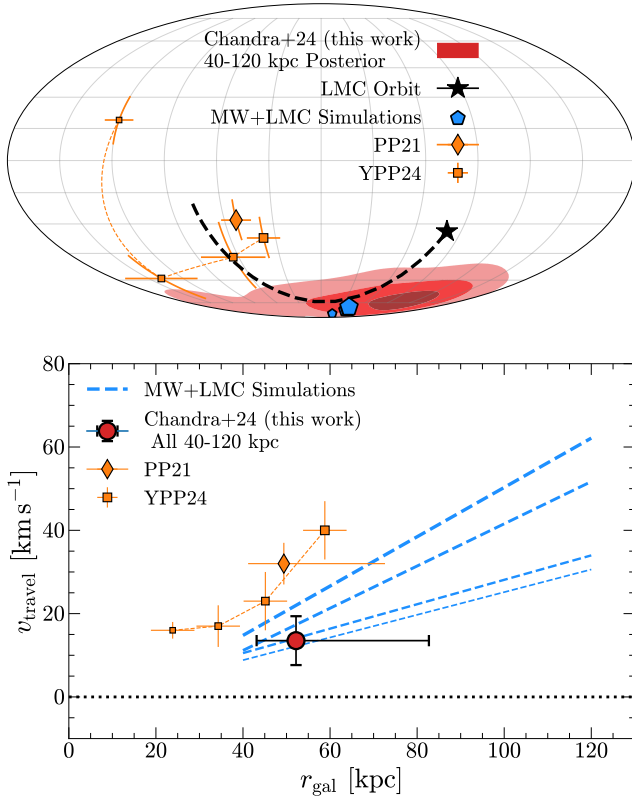 Chandra+24 (this work)
40-120 kpc Posterior
LMC Orbit
MW+LMC Simulations
PP21
YPP24
MW+LMC Simulations
Chandra+24 (this work)
All 40-120 kpc
PP21
YPP24
80
60
40
20
0
v_travel [km s⁻¹]
0 20 40 60 80 100 120
r_gal [kpc]